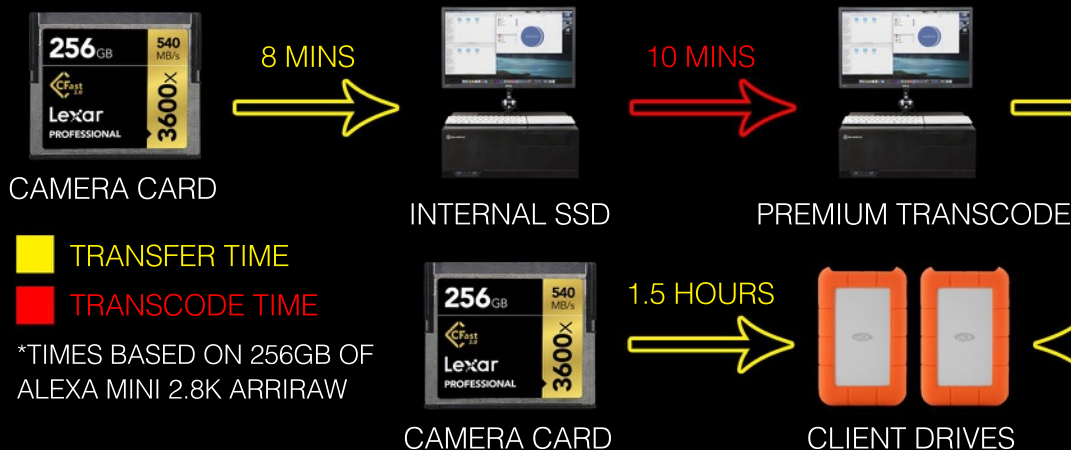 256GB
540
MB/s
CFast
2.0
Lexar
PROFESSIONAL
3600x
8 MINS
10 MINS
CAMERA CARD
INTERNAL SSD
PREMIUM TRANSCODE
TRANSFER TIME
TRANSCODE TIME
*TIMES BASED ON 256GB OF
ALEXA MINI 2.8K ARRIRAW
256GB
540
MB/s
CFast
2.0
Lexar
PROFESSIONAL
3600x
1.5 HOURS
CAMERA CARD
CLIENT DRIVES